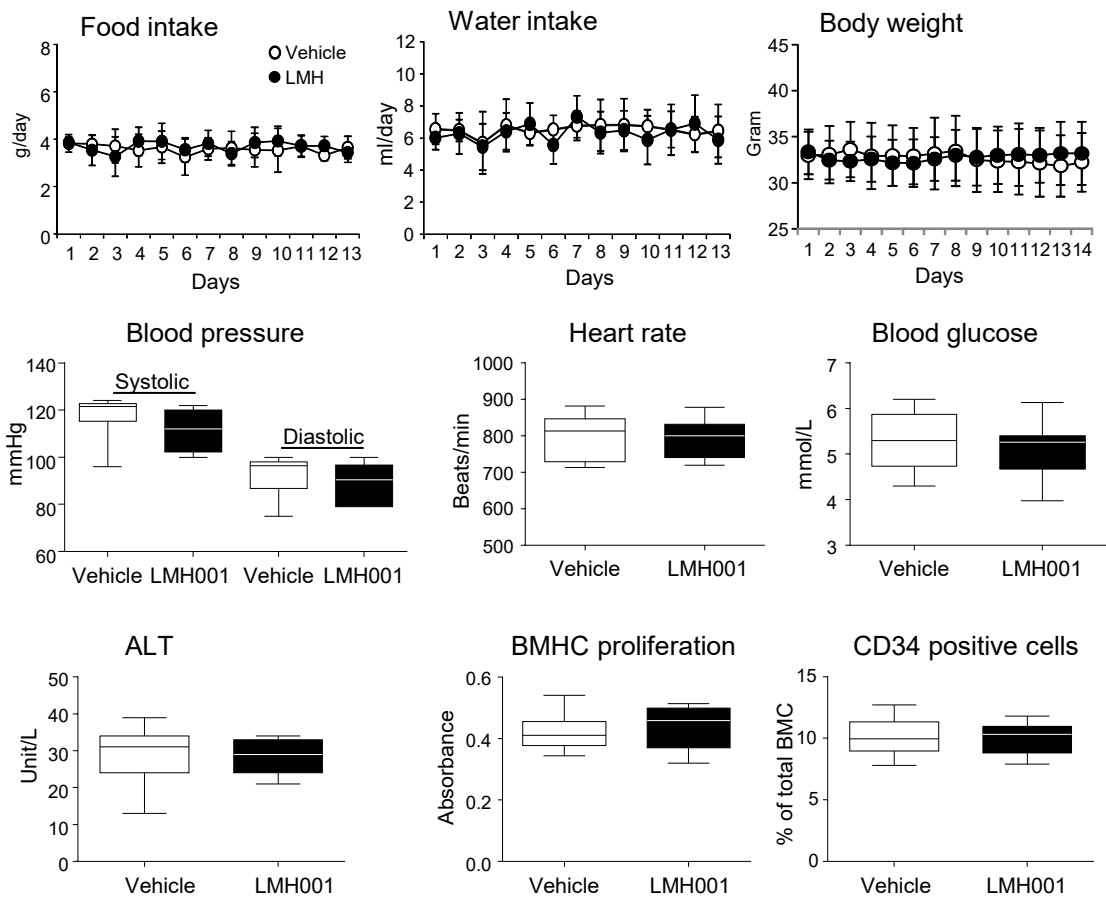 Food intake
8
6
4
2
0
g/day
Vehicle
LMH
1 2 3 4 5 6 7 8 9 10 11 12 13
Days
Water intake
12
10
8
6
4
2
0
ml/day
1 2 3 4 5 6 7 8 9 10 11 12 13
Days
Body weight
45
40
35
30
25
Gram
1 2 3 4 5 6 7 8 9 10 11 12 13 14
Days
Blood pressure
140
120
100
80
60
mmHg
Systolic
Diastolic
Vehicle LMH001 Vehicle LMH001
Heart rate
1000
900
800
700
600
500
Beats/min
Vehicle LMH001
Blood glucose
7
6
5
4
3
mmol/L
Vehicle LMH001
ALT
50
40
30
20
10
0
Unit/L
Vehicle LMH001
BMHC proliferation
0.6
0.4
0.2
0.0
Absorbance
Vehicle LMH001
CD34 positive cells
15
10
5
0
% of total BMC
Vehicle LMH001